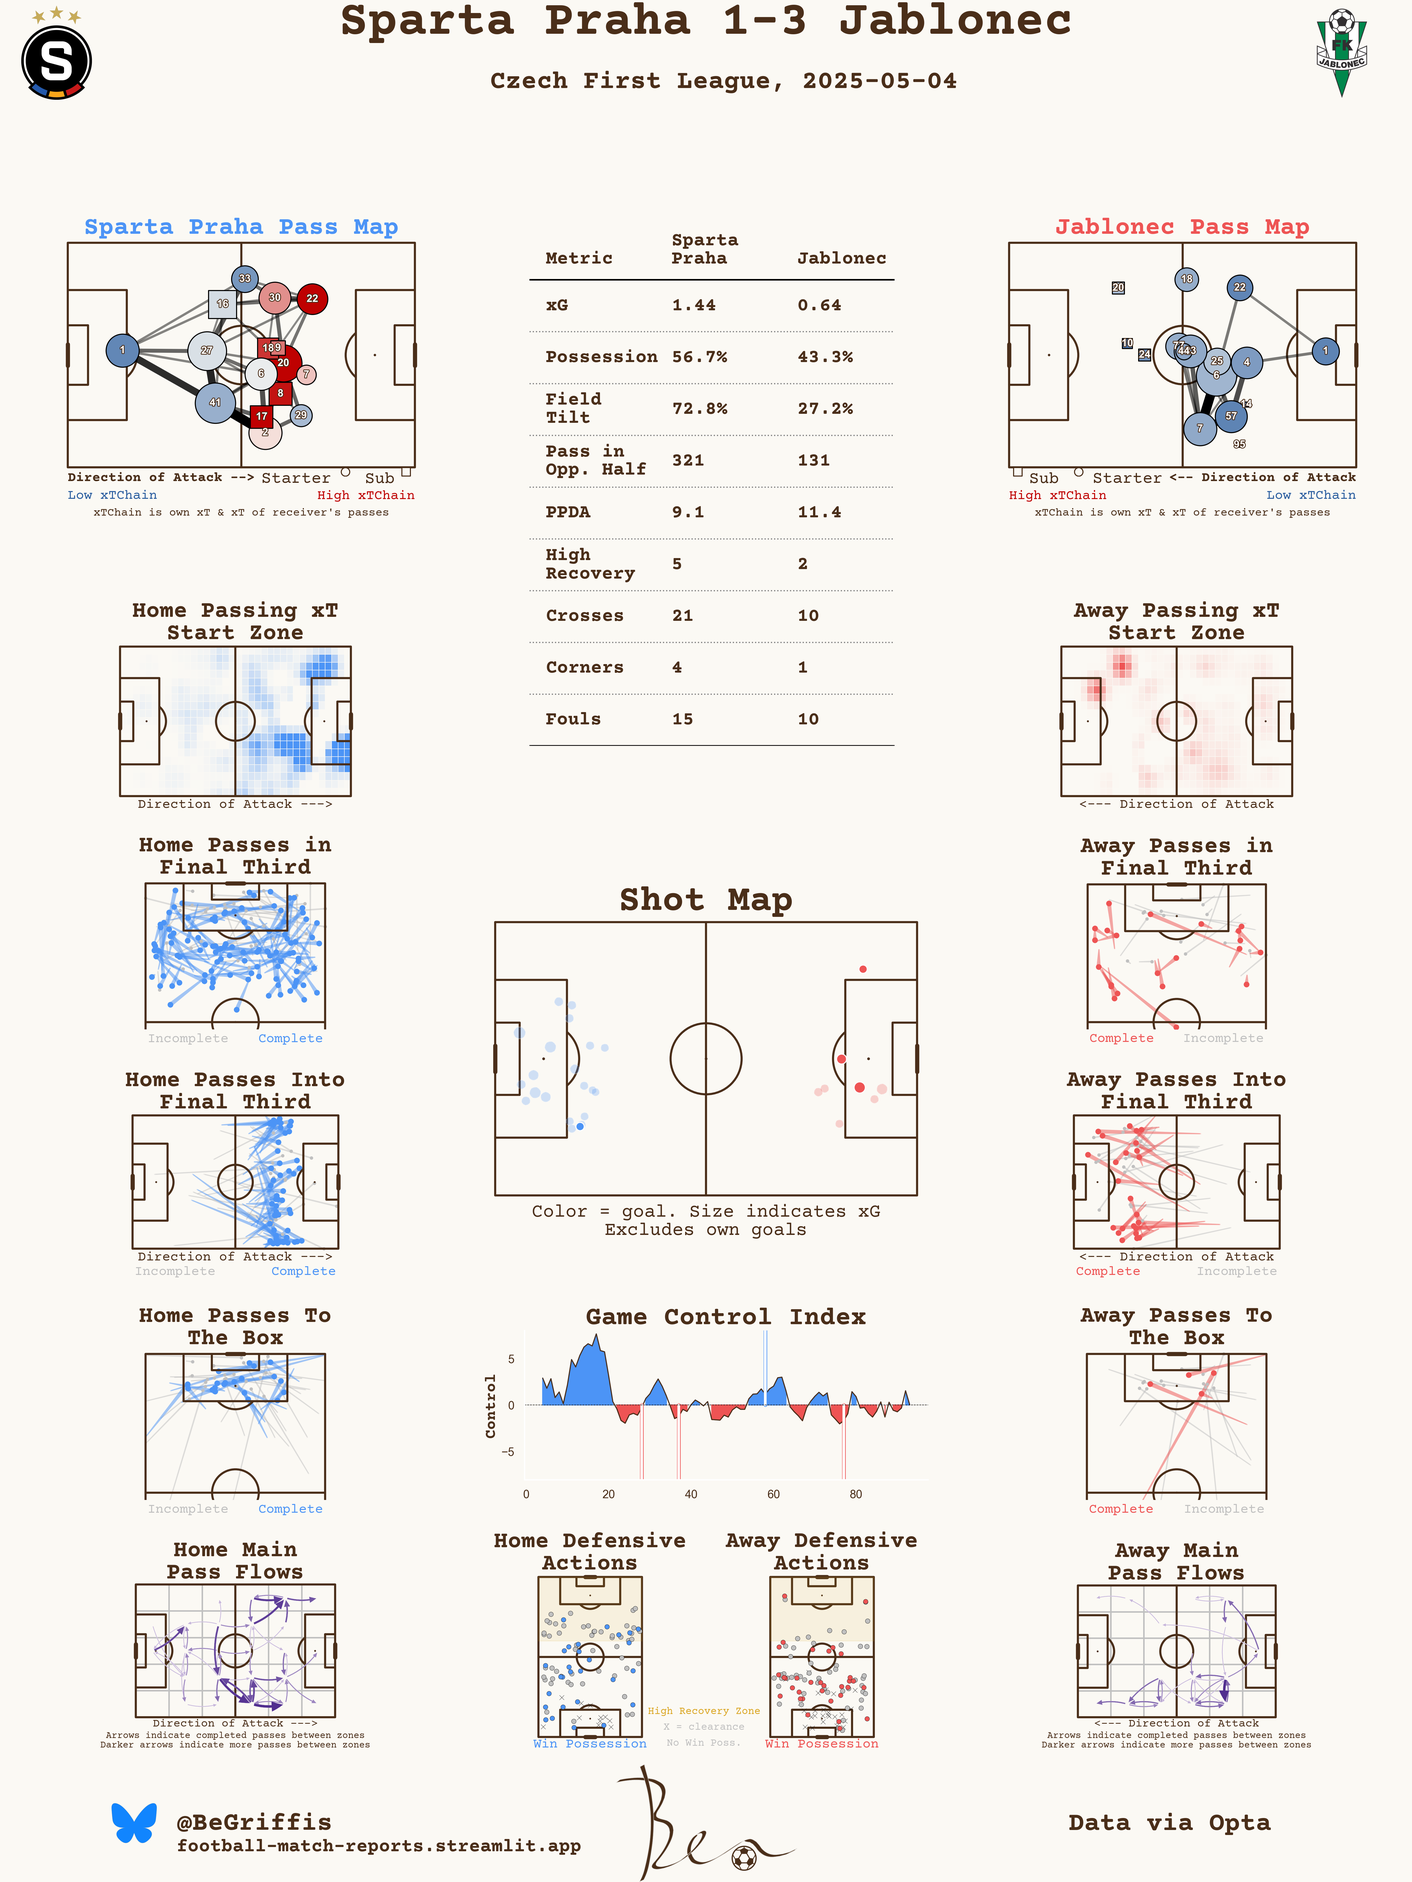 Sparta Praha 1-3 Jablonec
Czech First League, 2025-05-04
S
FK
JABLONEC
Sparta Praha Pass Map
33
16
30
22
1
27
18
9
20
6
7
8
41
17
29
2
Direction of Attack --> Starter Sub
Low xTChain High xTChain
xTChain is own xT & xT of receiver's passes
Metric Sparta Praha Jablonec
xG 1.44 0.64
Possession 56.7% 43.3%
Field Tilt 72.8% 27.2%
Pass in Opp. Half 321 131
PPDA 9.1 11.4
High Recovery 5 2
Crosses 21 10
Corners 4 1
Fouls 15 10
Jablonec Pass Map
18
20
22
10
24
77
44
3
25
4
1
6
14
57
7
95
Sub Starter <-- Direction of Attack
High xTChain Low xTChain
xTChain is own xT & xT of receiver's passes
Home Passing xT
Start Zone
Direction of Attack --->
Away Passing xT
Start Zone
<--- Direction of Attack
Home Passes in
Final Third
Incomplete Complete
Away Passes in
Final Third
Complete Incomplete
Shot Map
Color = goal. Size indicates xG
Excludes own goals
Home Passes Into
Final Third
Direction of Attack --->
Incomplete Complete
Away Passes Into
Final Third
<--- Direction of Attack
Complete Incomplete
Home Passes To
The Box
Incomplete Complete
Game Control Index
Control
5
0
−5
0 20 40 60 80
Away Passes To
The Box
Complete Incomplete
Home Main
Pass Flows
Direction of Attack --->
Arrows indicate completed passes between zones
Darker arrows indicate more passes between zones
Home Defensive
Actions
Win Possession
Away Defensive
Actions
Win Possession
High Recovery Zone
X = clearance
No Win Poss.
Away Main
Pass Flows
<--- Direction of Attack
Arrows indicate completed passes between zones
Darker arrows indicate more passes between zones
@BeGriffis
football-match-reports.streamlit.app
Ben
Data via Opta